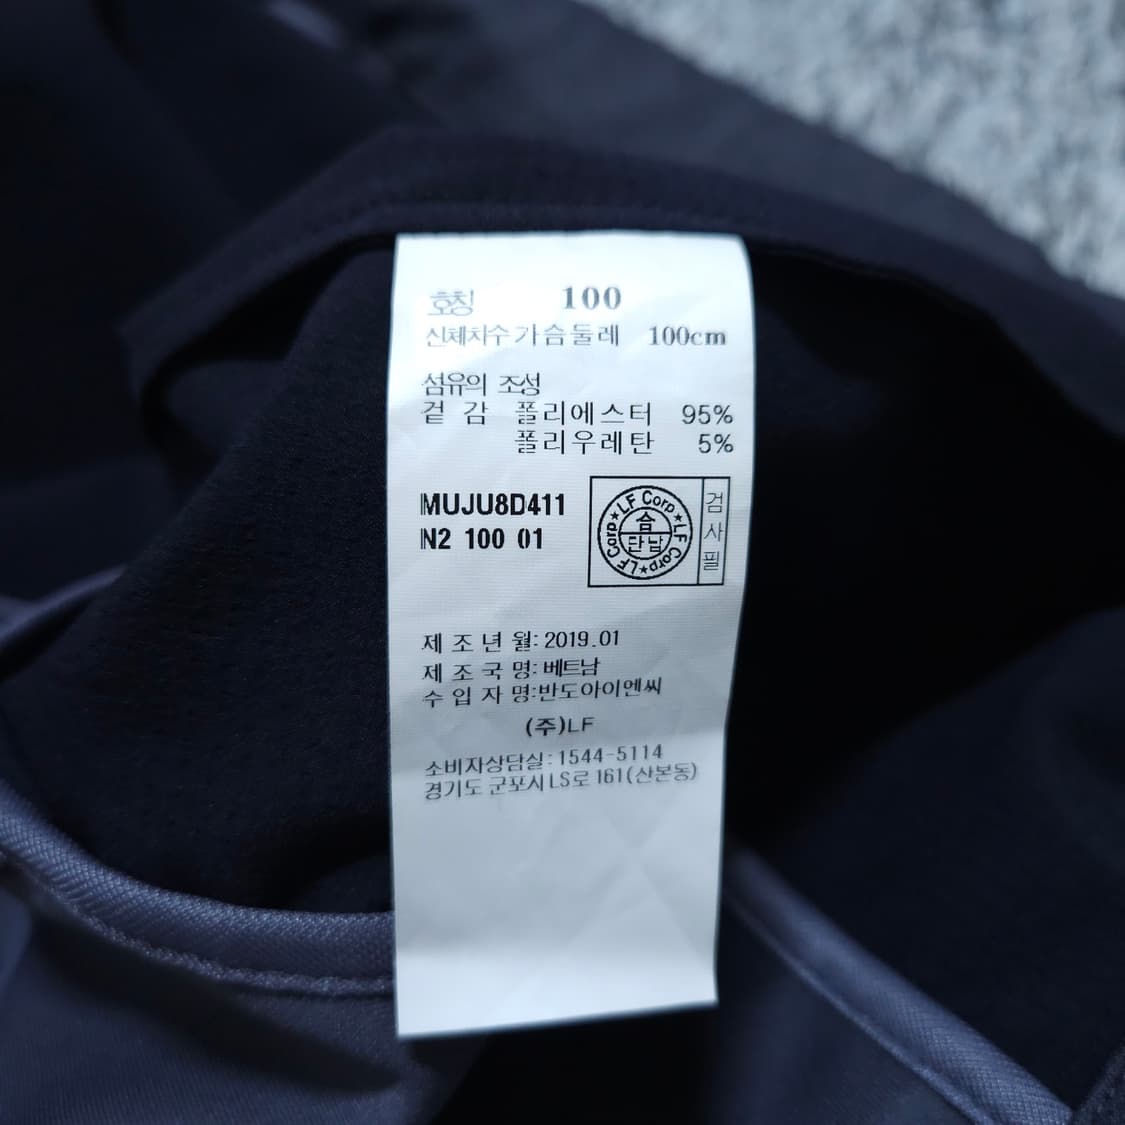 호칭 100
신체치수 가슴둘레 100cm
섬유의 조성
겉 감 폴리에스터 95%
폴리우레탄 5%
MUJU8D411
N2 100 01
LF Corp★LF Corp★LF Corp★
합
단남
검사필
제 조 년 월: 2019.01
제 조 국 명: 베트남
수 입 자 명:반도아이엔씨
(주)LF
소비자상담실:1544-5114
경기도 군포시 LS로 161(산본동)